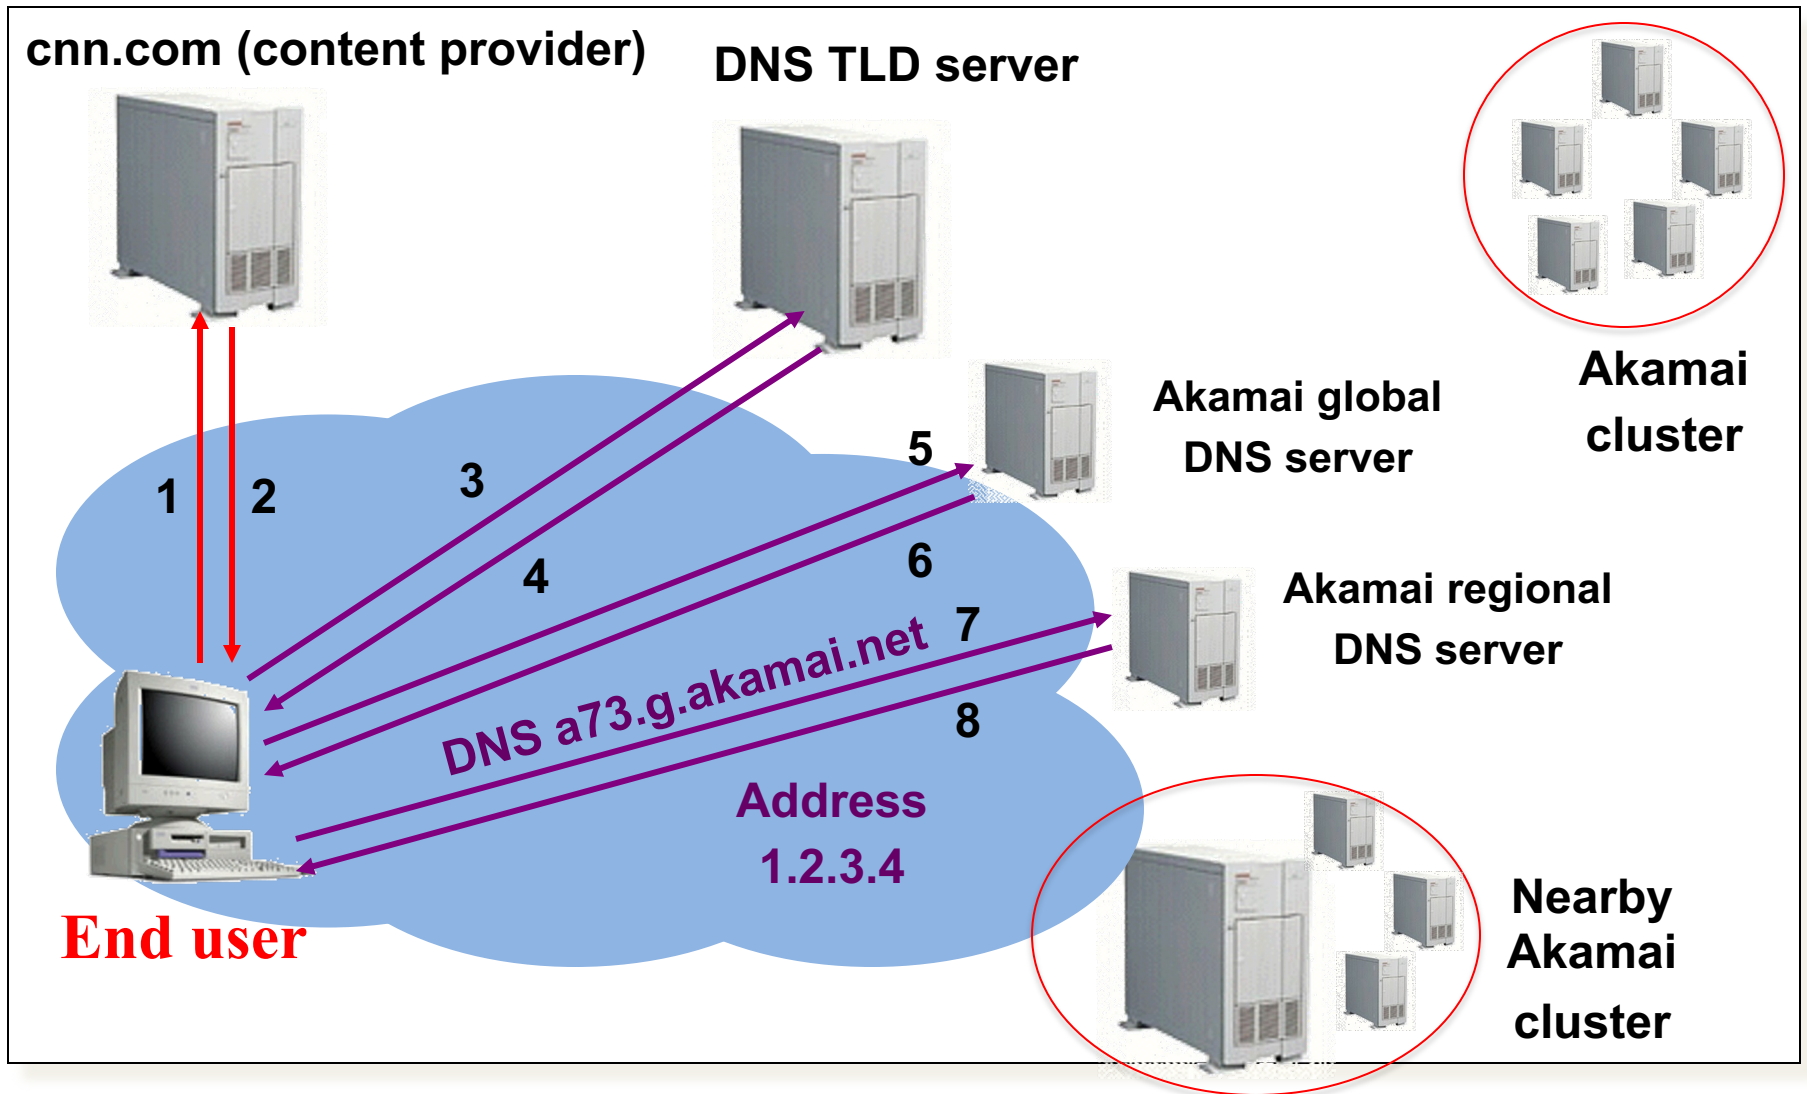 cnn.com (content provider)
DNS TLD server
Akamai
cluster
Akamai global
DNS server
1
2
3
4
5
6
Akamai regional
DNS server
7
DNS a73.g.akamai.net
8
Address
1.2.3.4
End user
Nearby
Akamai
cluster